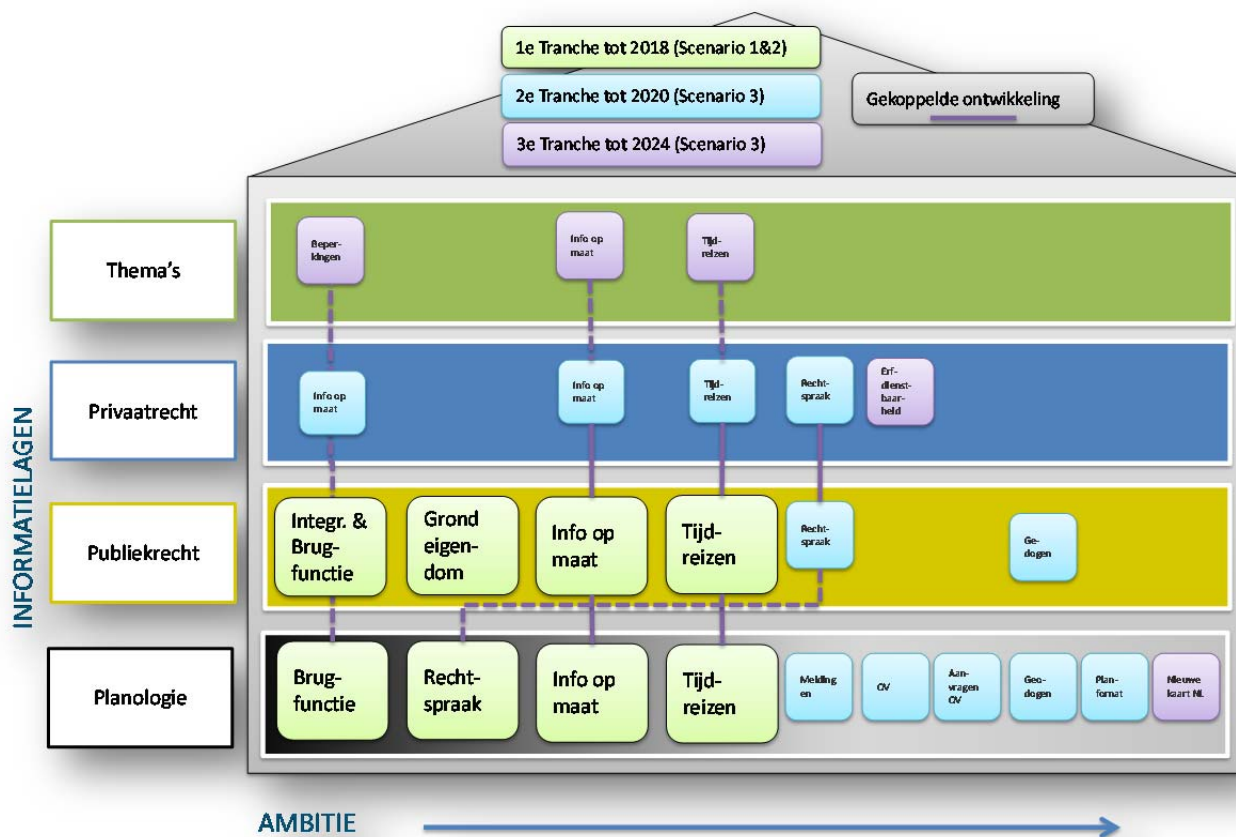 1e Tranche tot 2018 (Scenario 1&2)
2e Tranche tot 2020 (Scenario 3)
3e Tranche tot 2024 (Scenario 3)
Gekoppelde ontwikkeling
INFORMATIELAGEN
Thema's
Beper-
kingen
Info op
maat
Tijd-
reizen
Privaatrecht
Info op
maat
Info op
maat
Tijd-
reizen
Recht-
spraak
Erf-
dienst-
baar-
heid
Publiekrecht
Integr. &
Brug-
functie
Grond
eigen-
dom
Info op
maat
Tijd-
reizen
Recht-
spraak
Ge-
dogen
Planologie
Brug-
functie
Recht-
spraak
Info op
maat
Tijd-
reizen
Melding
en
OV
Aan-
vragen
OV
Geo-
dogen
Plan-
format
Nieuwe
kaart NL
AMBITIE